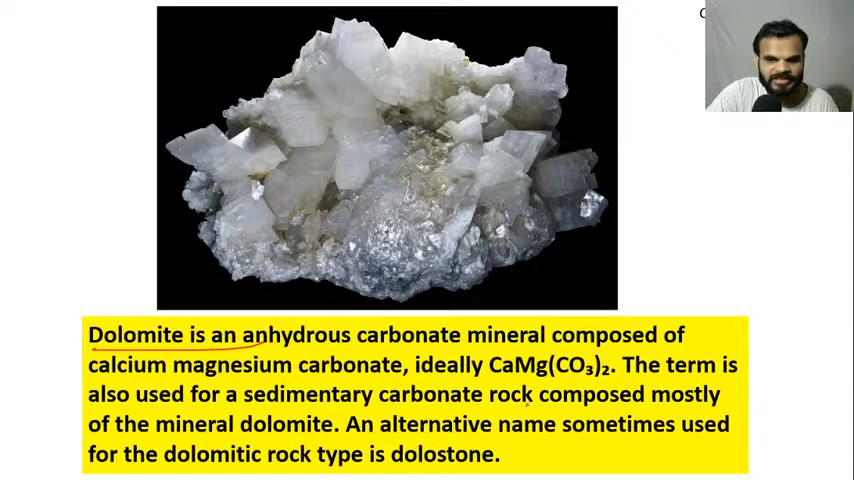 Dolomite is an anhydrous carbonate mineral composed of
calcium magnesium carbonate, ideally CaMg(CO₃)₂. The term is
also used for a sedimentary carbonate rock composed mostly
of the mineral dolomite. An alternative name sometimes used
for the dolomitic rock type is dolostone.